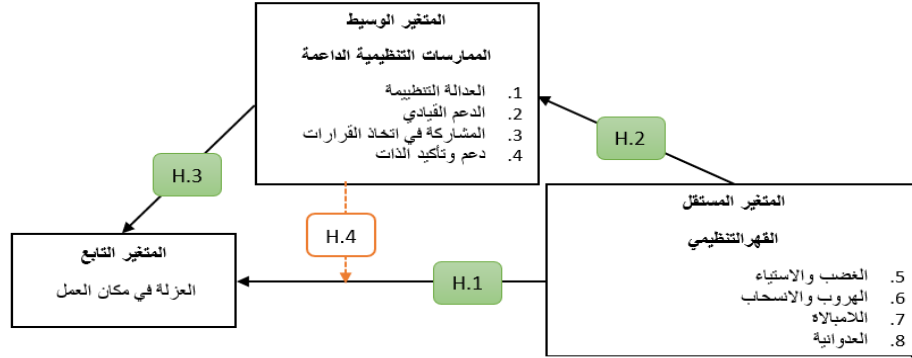 المتغير الوسيط
الممارسات التنظيمية الداعمة
1. العدالة التنظييمة
2. الدعم القيادي
3. المشاركة في اتخاذ القرارات
4. دعم وتأكيد الذات
H.2
H.3
المتغير المستقل
القهرالتنظيمي
5. الغضب والاستياء
6. الهروب والانسحاب
7. اللامبالاة
8. العدوانية
H.4
H.1
المتغير التابع
العزلة في مكان العمل